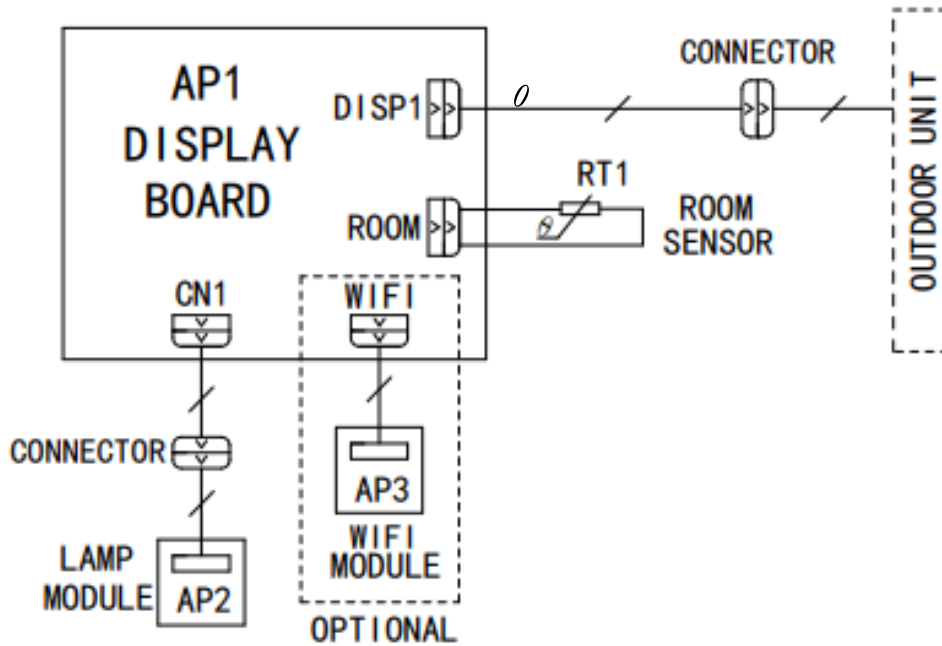 AP1
DISPLAY
BOARD
DISP1
0
CONNECTOR
OUTDOOR UNIT
ROOM
RT1
θ
ROOM
SENSOR
CN1
WIFI
CONNECTOR
AP3
WIFI
MODULE
LAMP
MODULE
AP2
OPTIONAL